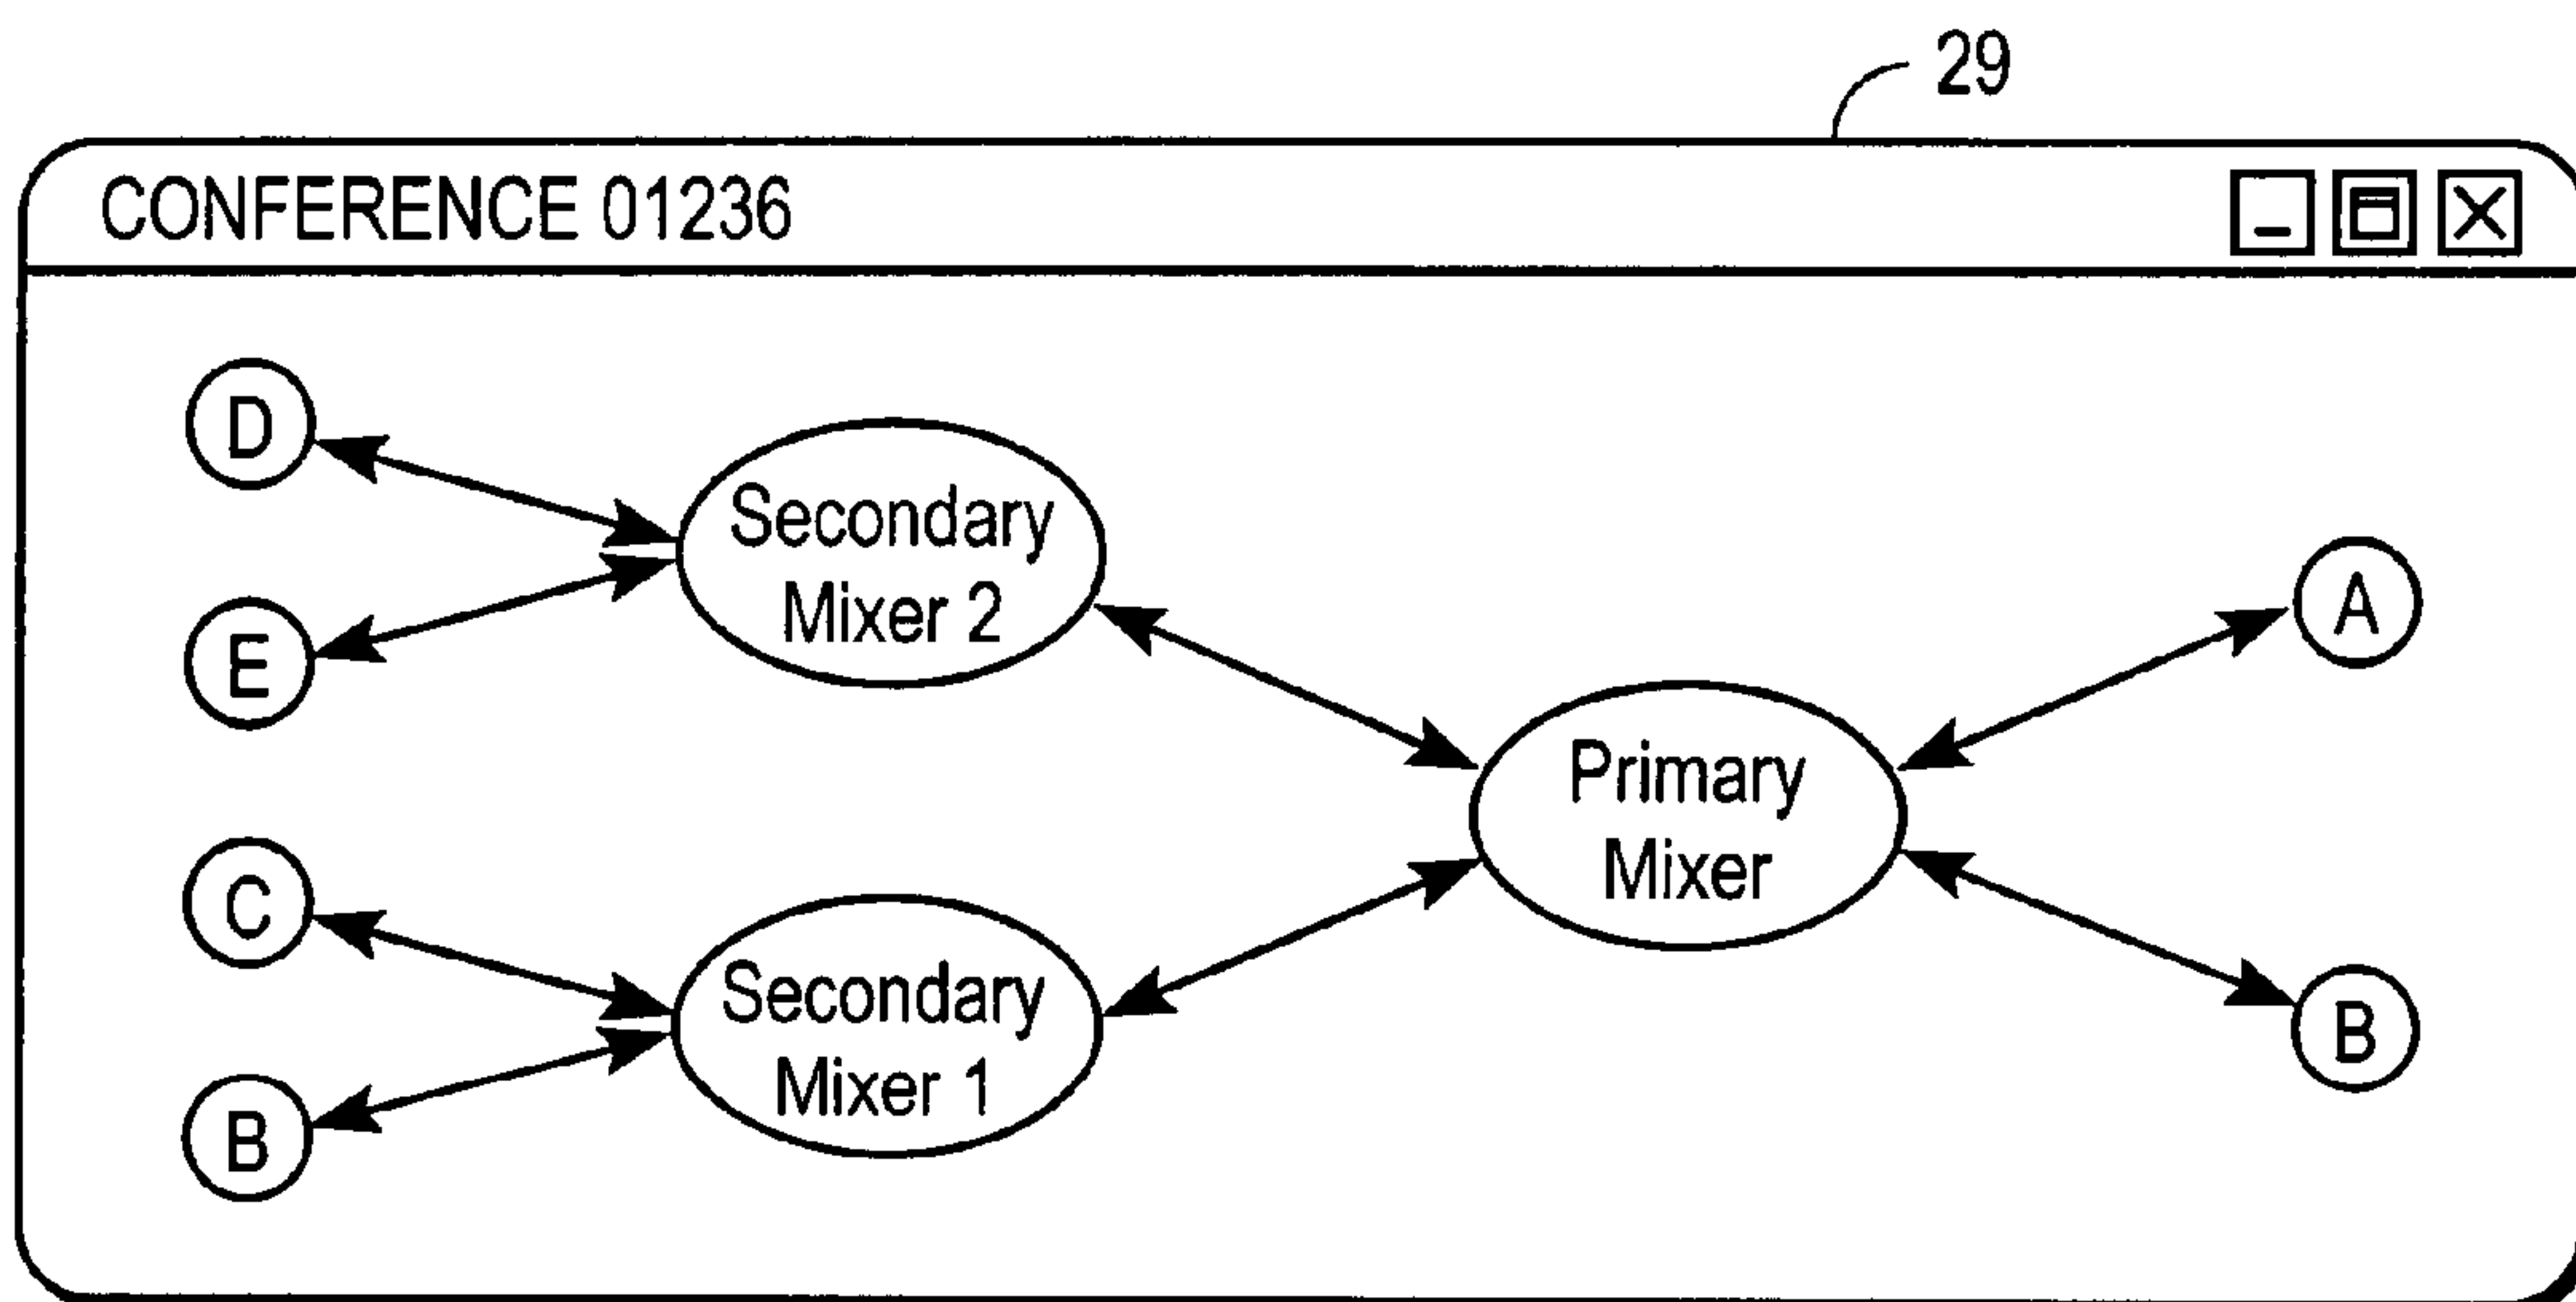 29
CONFERENCE 01236
D
Secondary
Mixer 2
E
A
Primary
Mixer
C
Secondary
Mixer 1
B
B